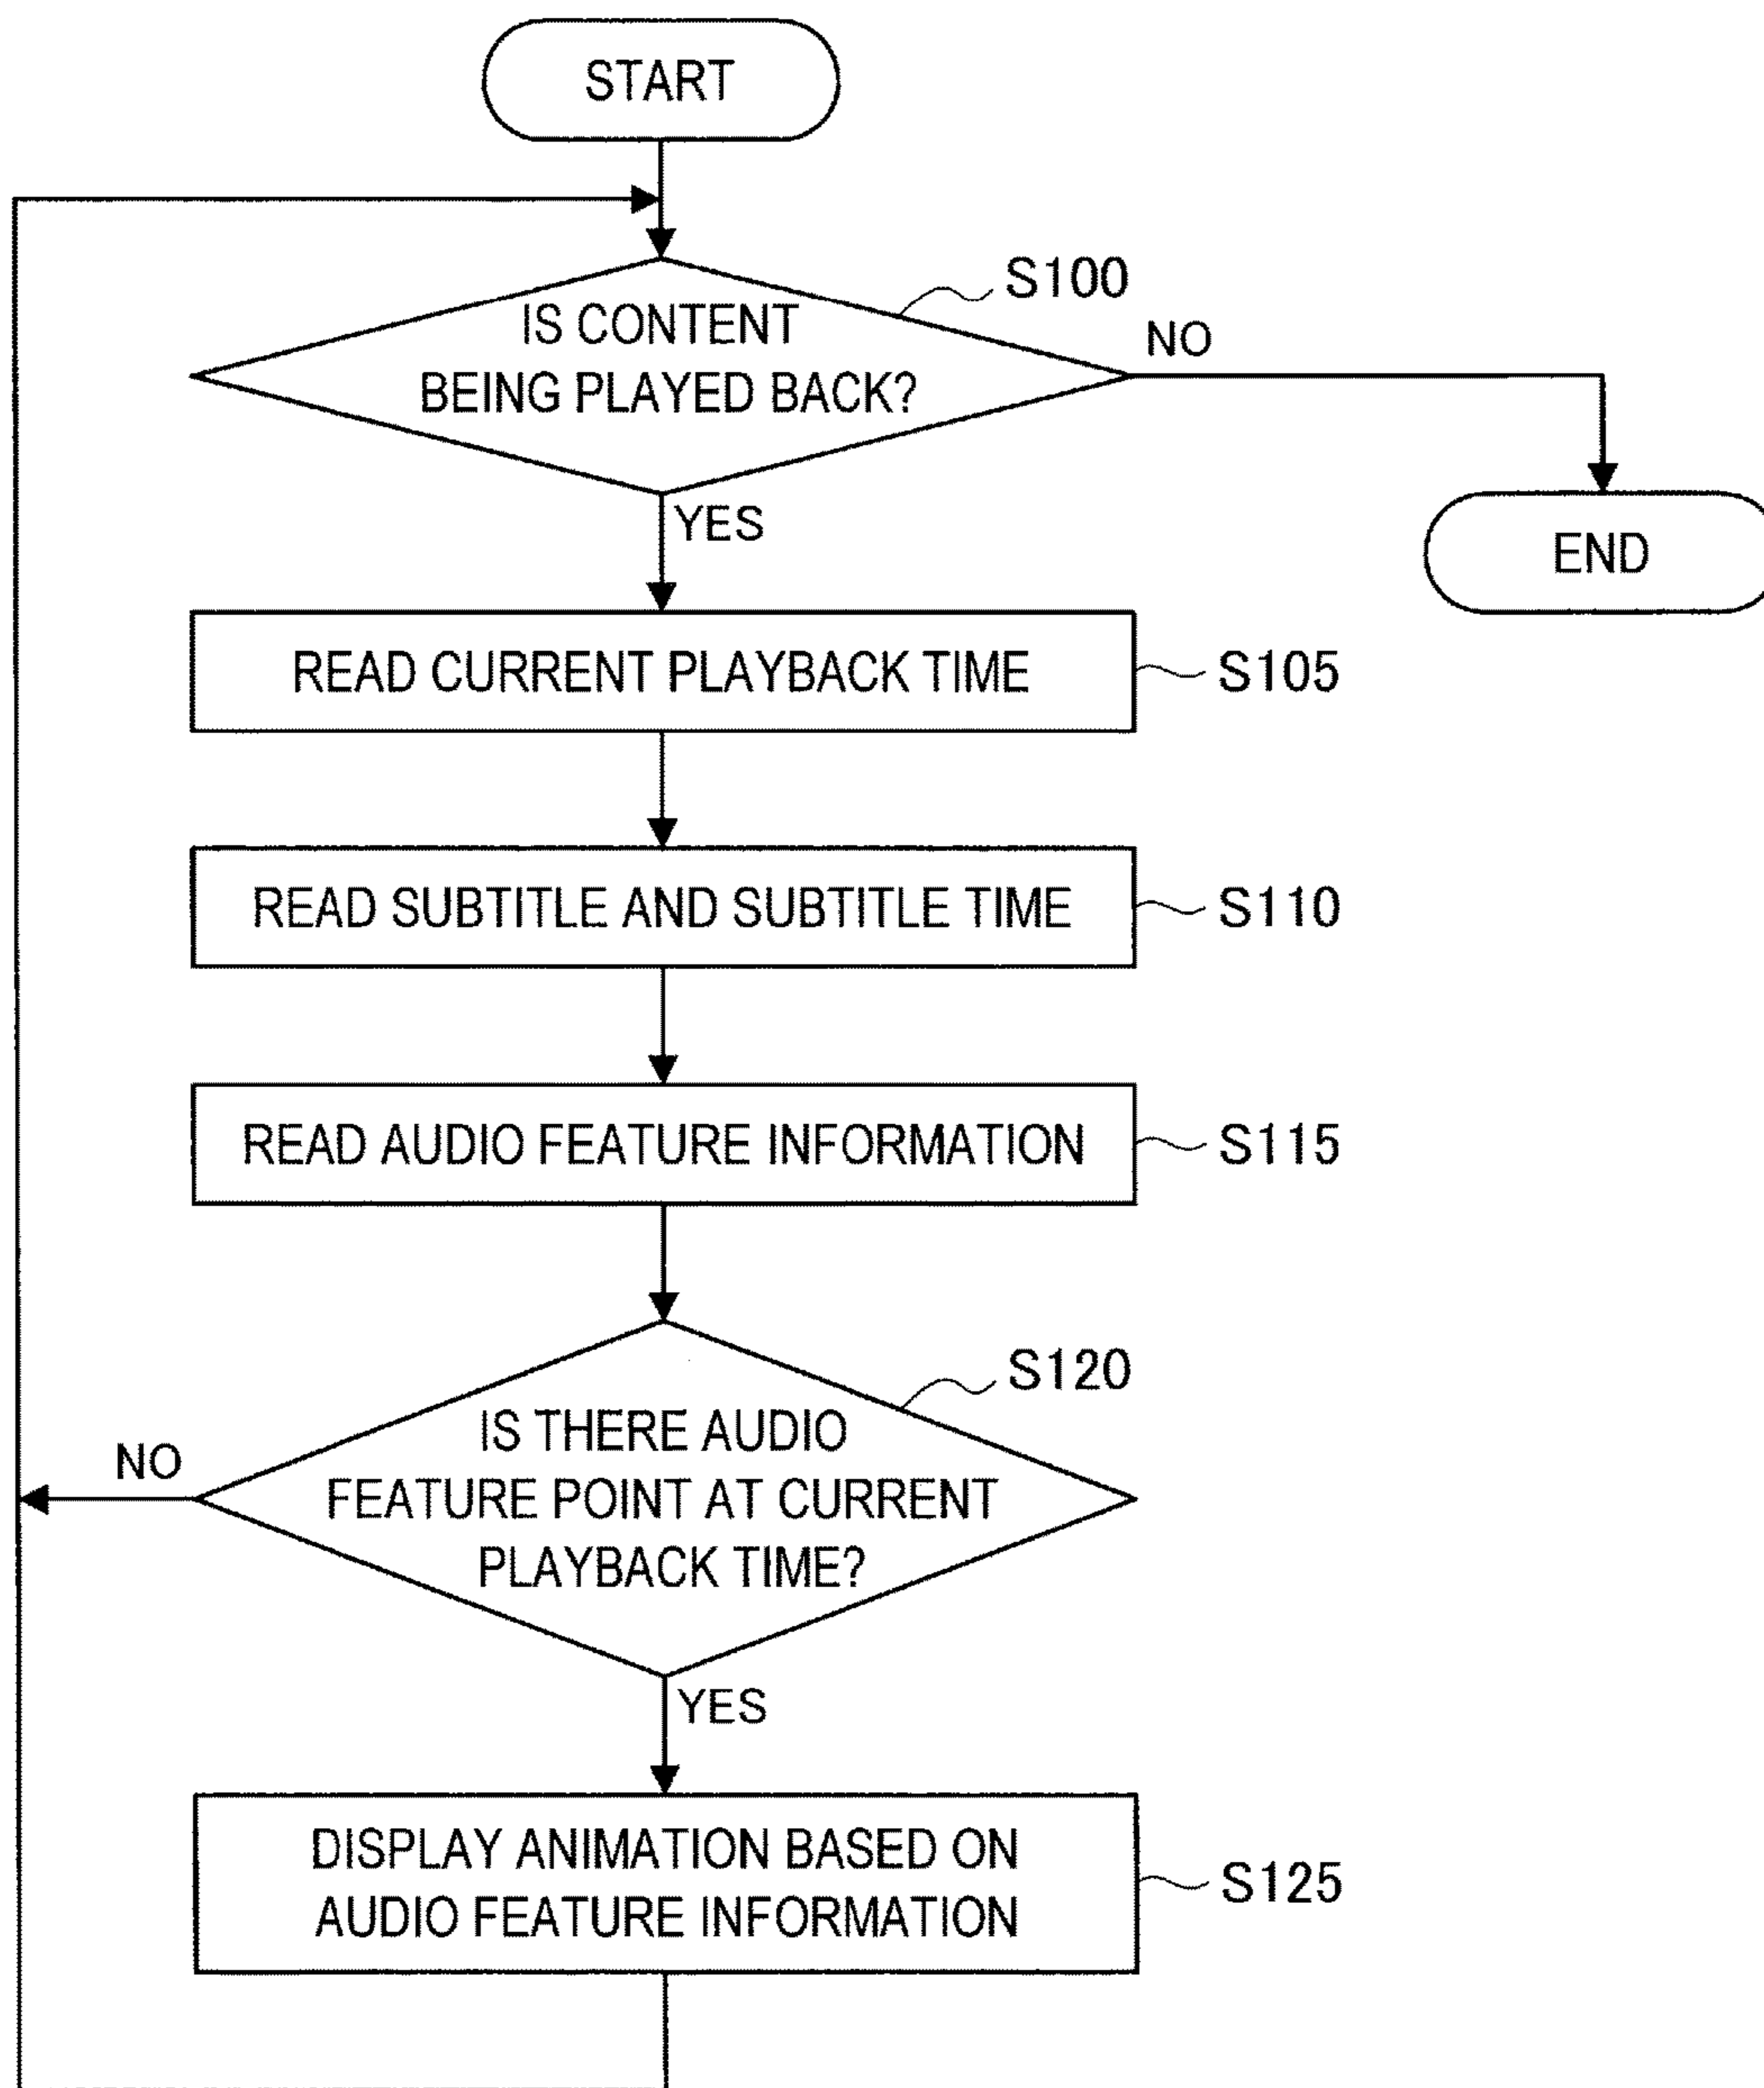 START
S100
IS CONTENT
BEING PLAYED BACK?
NO
YES
END
READ CURRENT PLAYBACK TIME
S105
READ SUBTITLE AND SUBTITLE TIME
S110
READ AUDIO FEATURE INFORMATION
S115
S120
IS THERE AUDIO
FEATURE POINT AT CURRENT
PLAYBACK TIME?
NO
YES
DISPLAY ANIMATION BASED ON
AUDIO FEATURE INFORMATION
S125